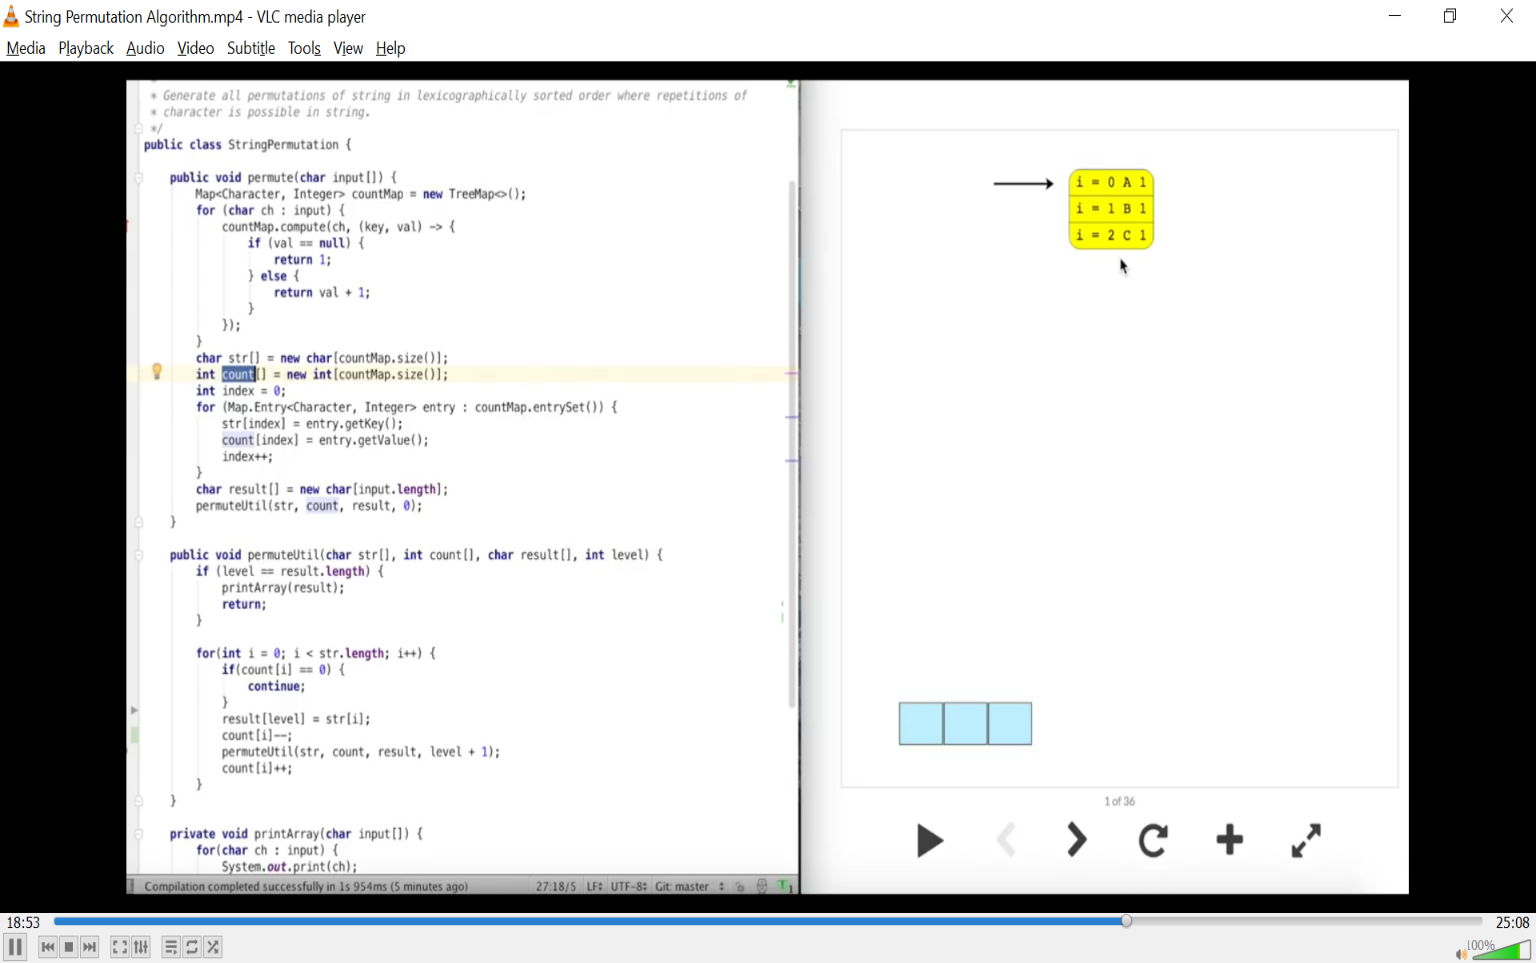 String Permutation Algorithm.mp4 - VLC media player
Media Playback Audio Video Subtitle Tools View Help
* Generate all permutations of string in lexicographically sorted order where repetitions of
* character is possible in string.
*/
public class StringPermutation {
public void permute(char input[]) {
Map<Character, Integer> countMap = new TreeMap<>();
for (char ch : input) {
countMap.compute(ch, (key, val) -> {
if (val == null) {
return 1;
} else {
return val + 1;
}
});
}
char str[] = new char[countMap.size()];
int count[] = new int[countMap.size()];
int index = 0;
for (Map.Entry<Character, Integer> entry : countMap.entrySet()) {
str[index] = entry.getKey();
count[index] = entry.getValue();
index++;
}
char result[] = new char[input.length];
permuteUtil(str, count, result, 0);
}
public void permuteUtil(char str[], int count[], char result[], int level) {
if (level == result.length) {
printArray(result);
return;
}
for(int i = 0; i < str.length; i++) {
if(count[i] == 0) {
continue;
}
result[level] = str[i];
count[i]--;
permuteUtil(str, count, result, level + 1);
count[i]++;
}
}
private void printArray(char input[]) {
for(char ch : input) {
System.out.print(ch);
Compilation completed successfully in 1s 954ms (5 minutes ago) 27:18/5 LF UTF-8 Git: master
i = 0 A 1
i = 1 B 1
i = 2 C 1
1 of 36
18:53 25:08
100%